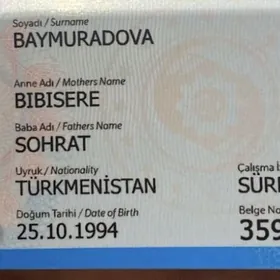 Soyadı / Surname
BAYMURADOVA
Anne Adı / Mothers Name
BIBISERE
Baba Adı / Fathers Name
SOHRAT
Uyruk / Nationality
TÜRKMENİSTAN
Çalışma İ
SÜRE
Doğum Tarihi / Date of Birth
25.10.1994
Belge No
359